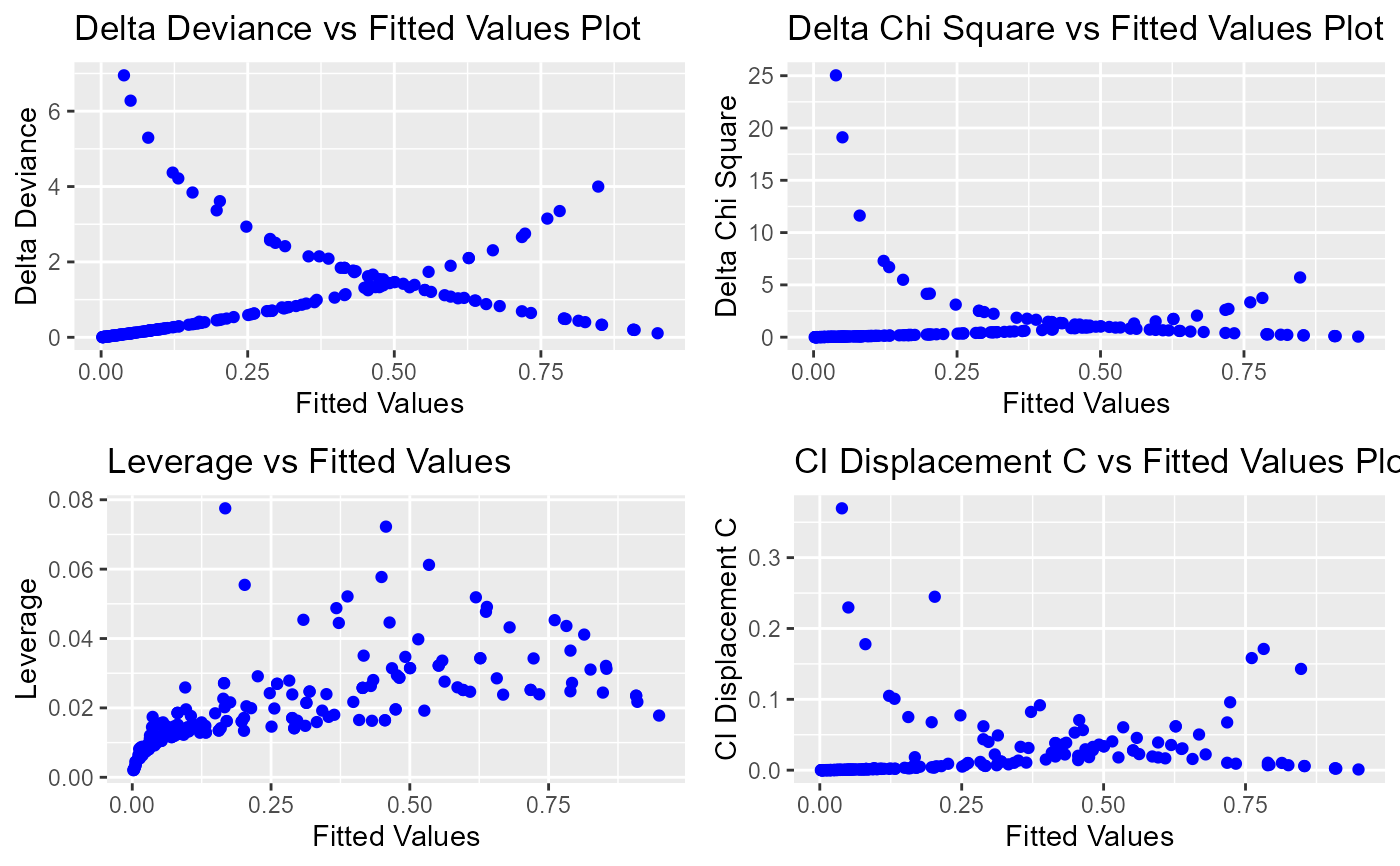 Delta Deviance vs Fitted Values Plot
Delta Deviance
6
4
2
0
0.00 0.25 0.50 0.75
Fitted Values
Delta Chi Square vs Fitted Values Plot
Delta Chi Square
25
20
15
10
5
0
0.00 0.25 0.50 0.75
Fitted Values
Leverage vs Fitted Values
Leverage
0.08
0.06
0.04
0.02
0.00
0.00 0.25 0.50 0.75
Fitted Values
CI Displacement C vs Fitted Values Plo
CI Displacement C
0.3
0.2
0.1
0.0
0.00 0.25 0.50 0.75
Fitted Values